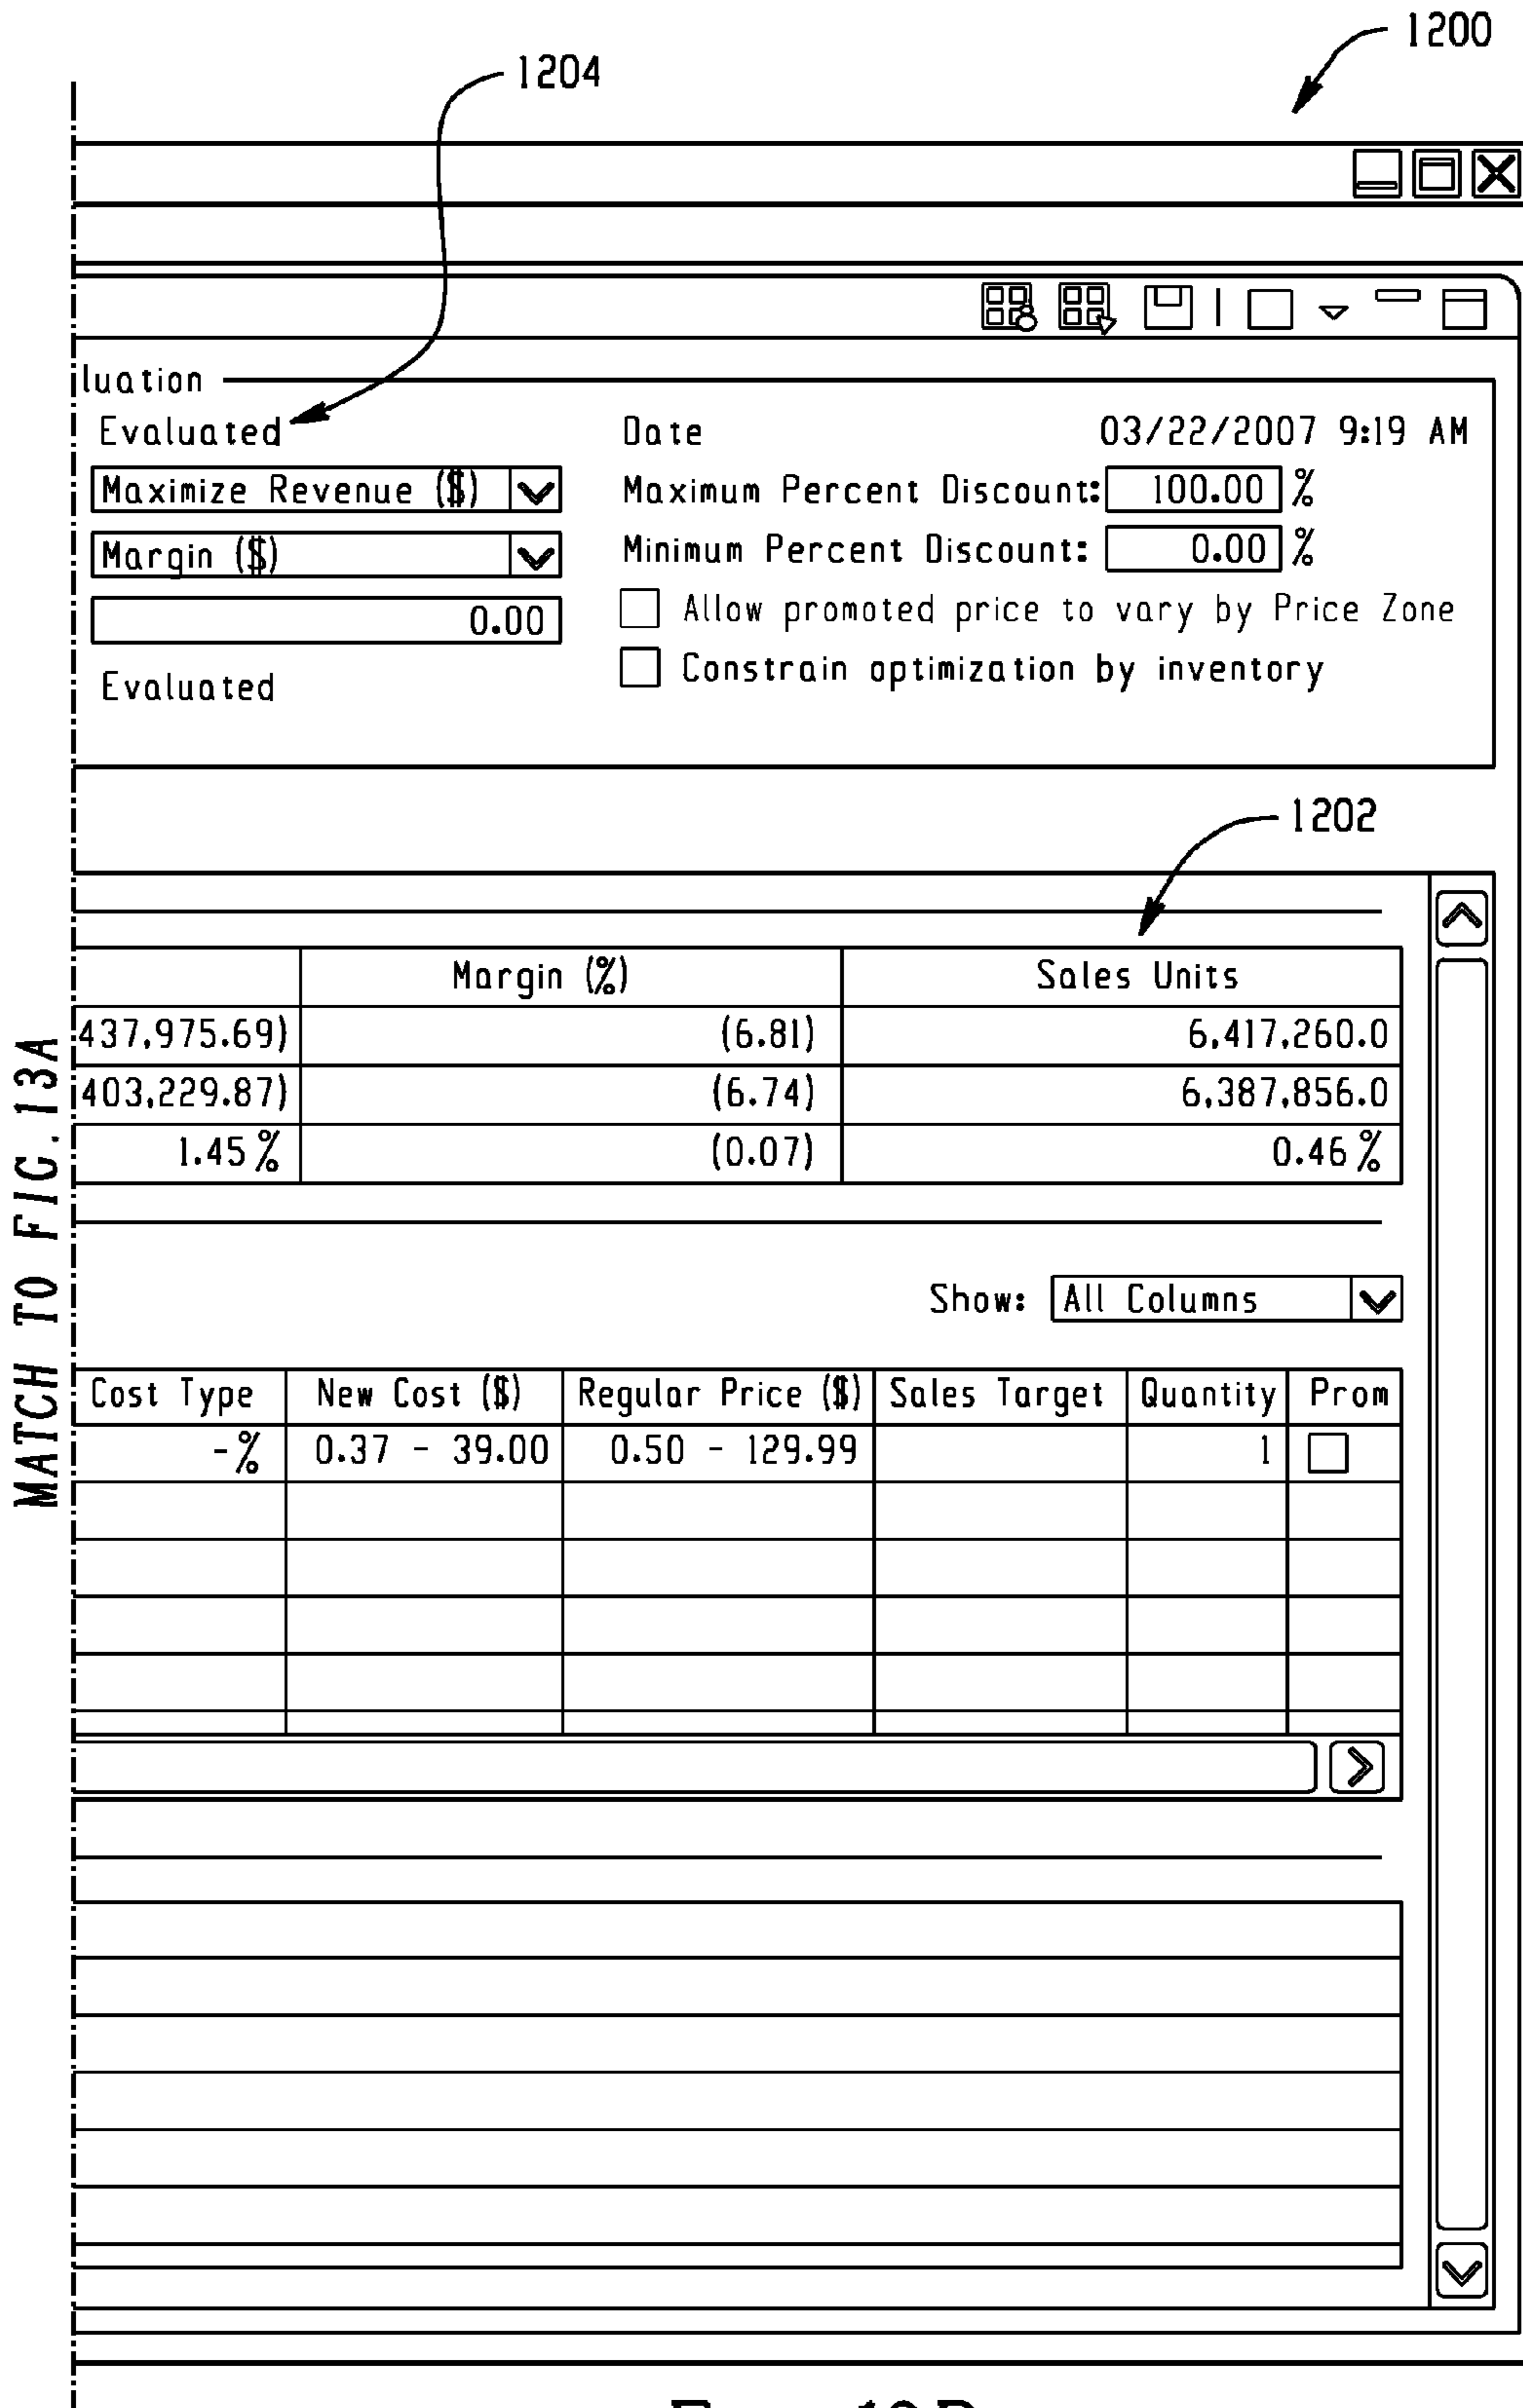 1200
1204
luation
Evaluated Date 03/22/2007 9:19 AM
Maximize Revenue ($) Maximum Percent Discount: 100.00 %
Margin ($) Minimum Percent Discount: 0.00 %
0.00 Allow promoted price to vary by Price Zone
Evaluated Constrain optimization by inventory
1202
Margin (%) Sales Units
437,975.69) (6.81) 6,417,260.0
403,229.87) (6.74) 6,387,856.0
1.45% (0.07) 0.46%
Show: All Columns
Cost Type New Cost ($) Regular Price ($) Sales Target Quantity Prom
-% 0.37 - 39.00 0.50 - 129.99 1
MATCH TO FIG.13A